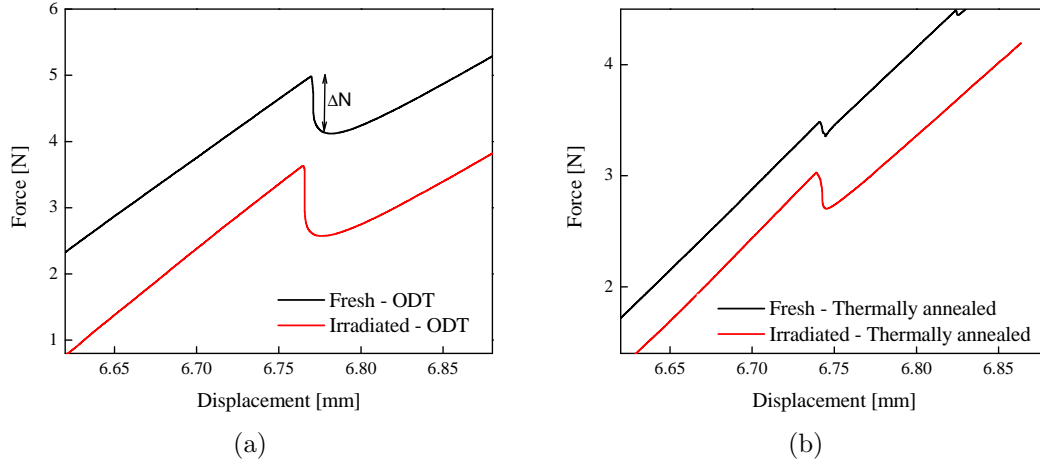 6
5
4
3
2
1
Force [N]
ΔN
Fresh - ODT
Irradiated - ODT
6.65 6.70 6.75 6.80 6.85
Displacement [mm]
(a)
4
3
2
Force [N]
Fresh - Thermally annealed
Irradiated - Thermally annealed
6.65 6.70 6.75 6.80 6.85
Displacement [mm]
(b)